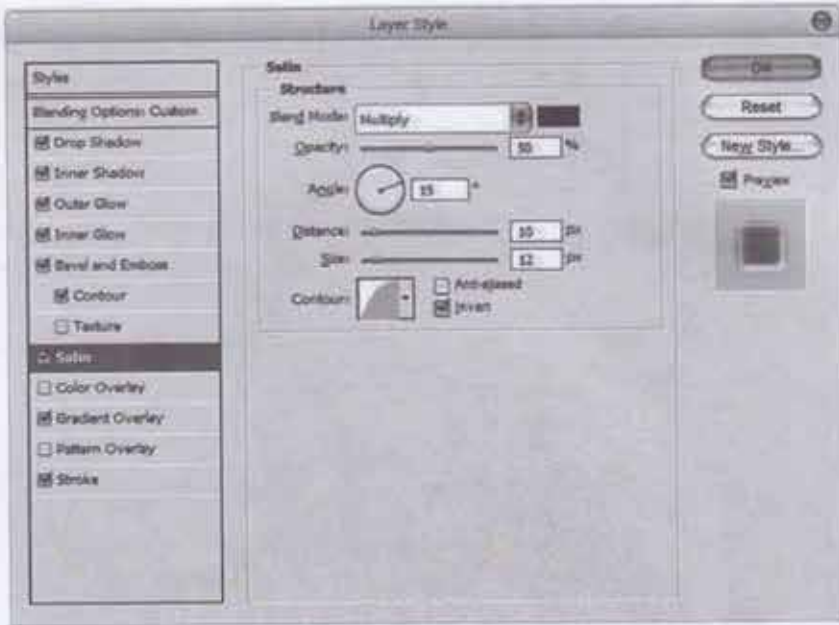 Layer Style
Styles
Blending Options: Custom
Drop Shadow
Inner Shadow
Outer Glow
Inner Glow
Bevel and Emboss
Contour
Texture
Satin
Color Overlay
Gradient Overlay
Pattern Overlay
Stroke
Satin
Structure
Blend Mode: Multiply
Opacity: 50 %
Angle: 15 °
Distance: 10 px
Size: 12 px
Contour:
Anti-aliased
Invert
OK
Reset
New Style...
Preview